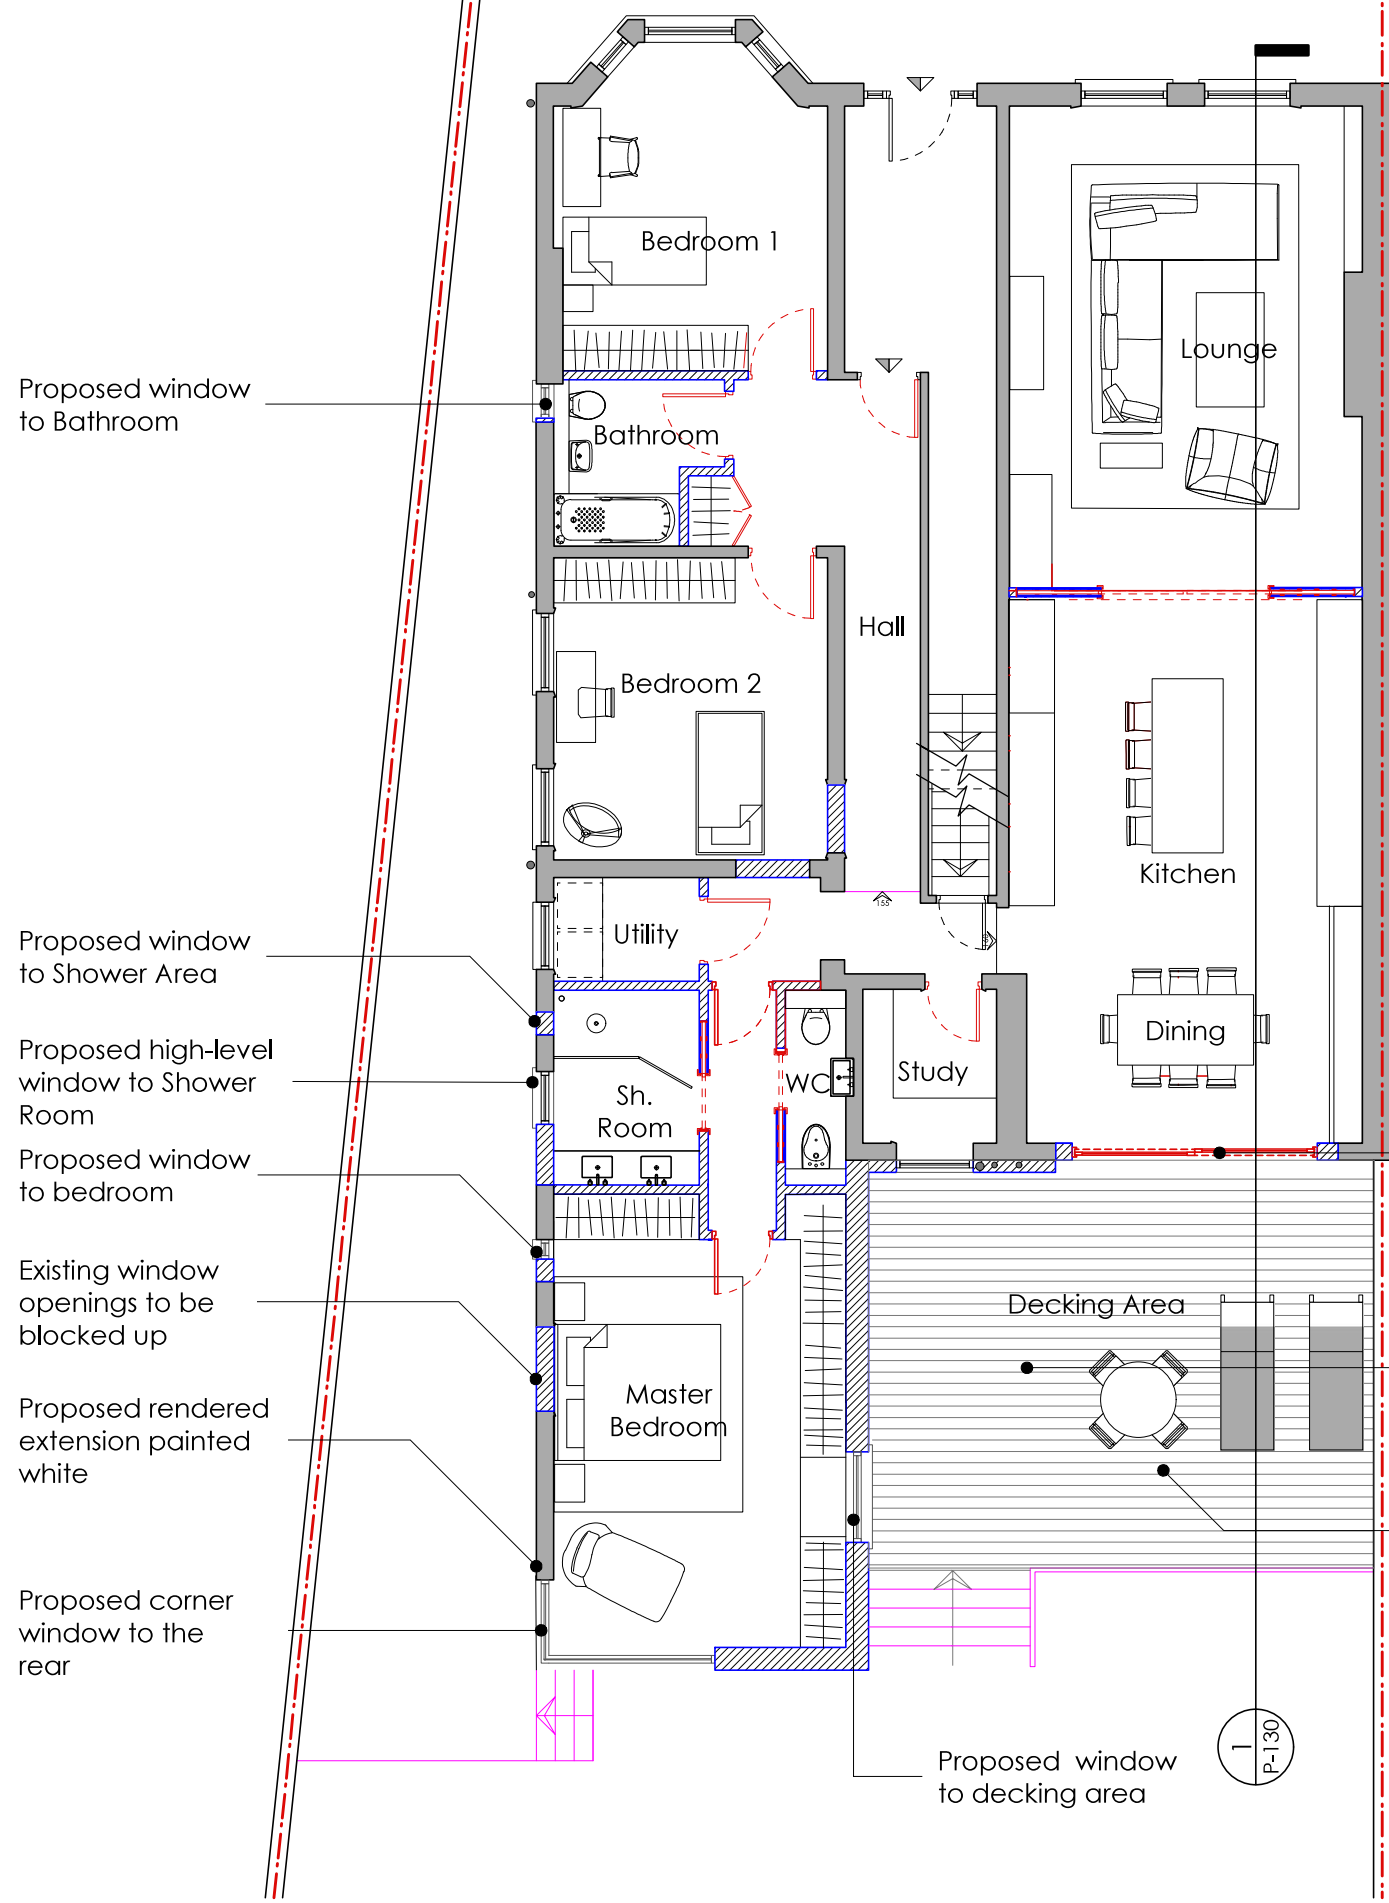 Bedroom 1
Lounge
Proposed window
to Bathroom
Bathroom
Hall
Bedroom 2
Kitchen
155
Utility
Proposed window
to Shower Area
Dining
Proposed high-level
window to Shower
Room
Study
WC
Sh.
Room
Proposed window
to bedroom
Existing window
openings to be
blocked up
Decking Area
Master
Bedroom
Proposed rendered
extension painted
white
Proposed corner
window to the
rear
Proposed window
to decking area
1
P-130